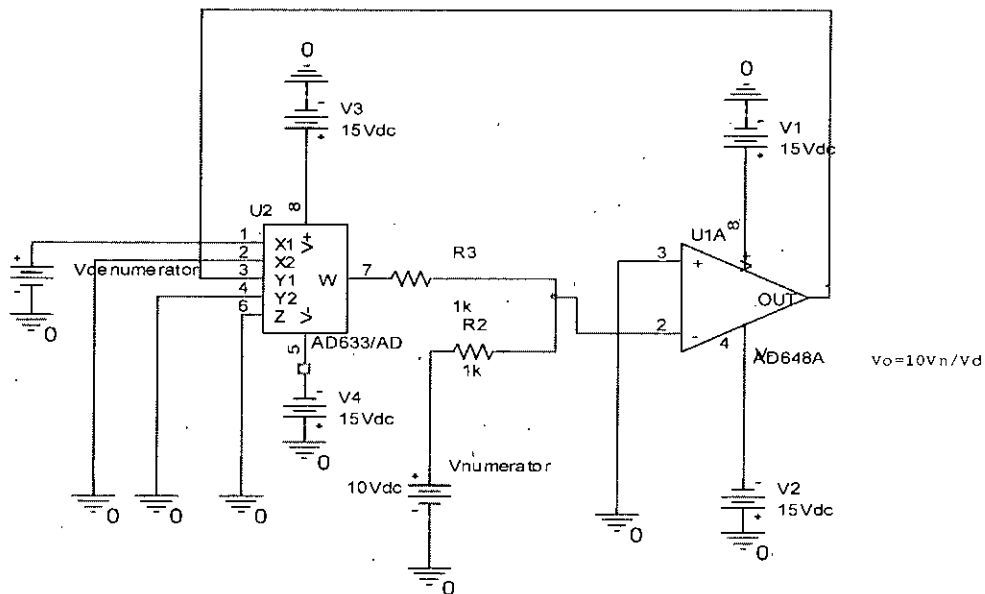 0
V3
15Vdc
0
V1
15Vdc
U2
8
1
2
3
4
6
X1
X2
Y1
Y2
Z
V+
V-
W
7
5
AD633/AD
Vdenumerator
0
R3
1k
R2
1k
V4
15Vdc
0
U1A
8
3
2
+
-
V+
OUT
4
V-
AD648A
Vo=10Vn/Vd
Vnumerator
10Vdc
V2
15Vdc
0
0
0
0
0
0